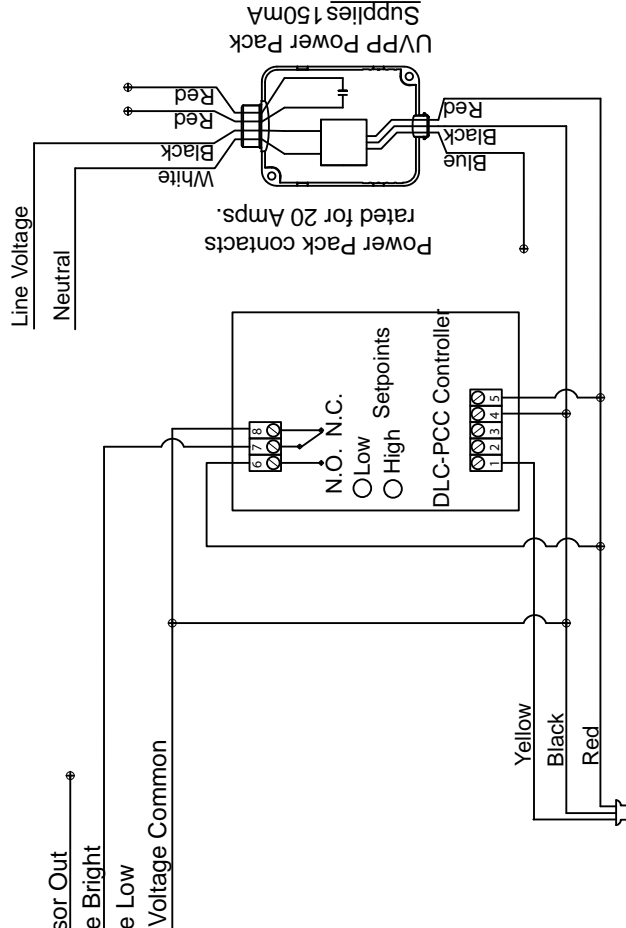 Supplies 150mA
UVPP Power Pack
Red
Red
Black
White
Line Voltage
Neutral
Red
Black
Blue
Power Pack contacts
rated for 20 Amps.
6 7 8
N.O. N.C.
Low
High
Setpoints
DLC-PCC Controller
1 2 3 4 5
sor Out
e Bright
e Low
Voltage Common
Yellow
Black
Red